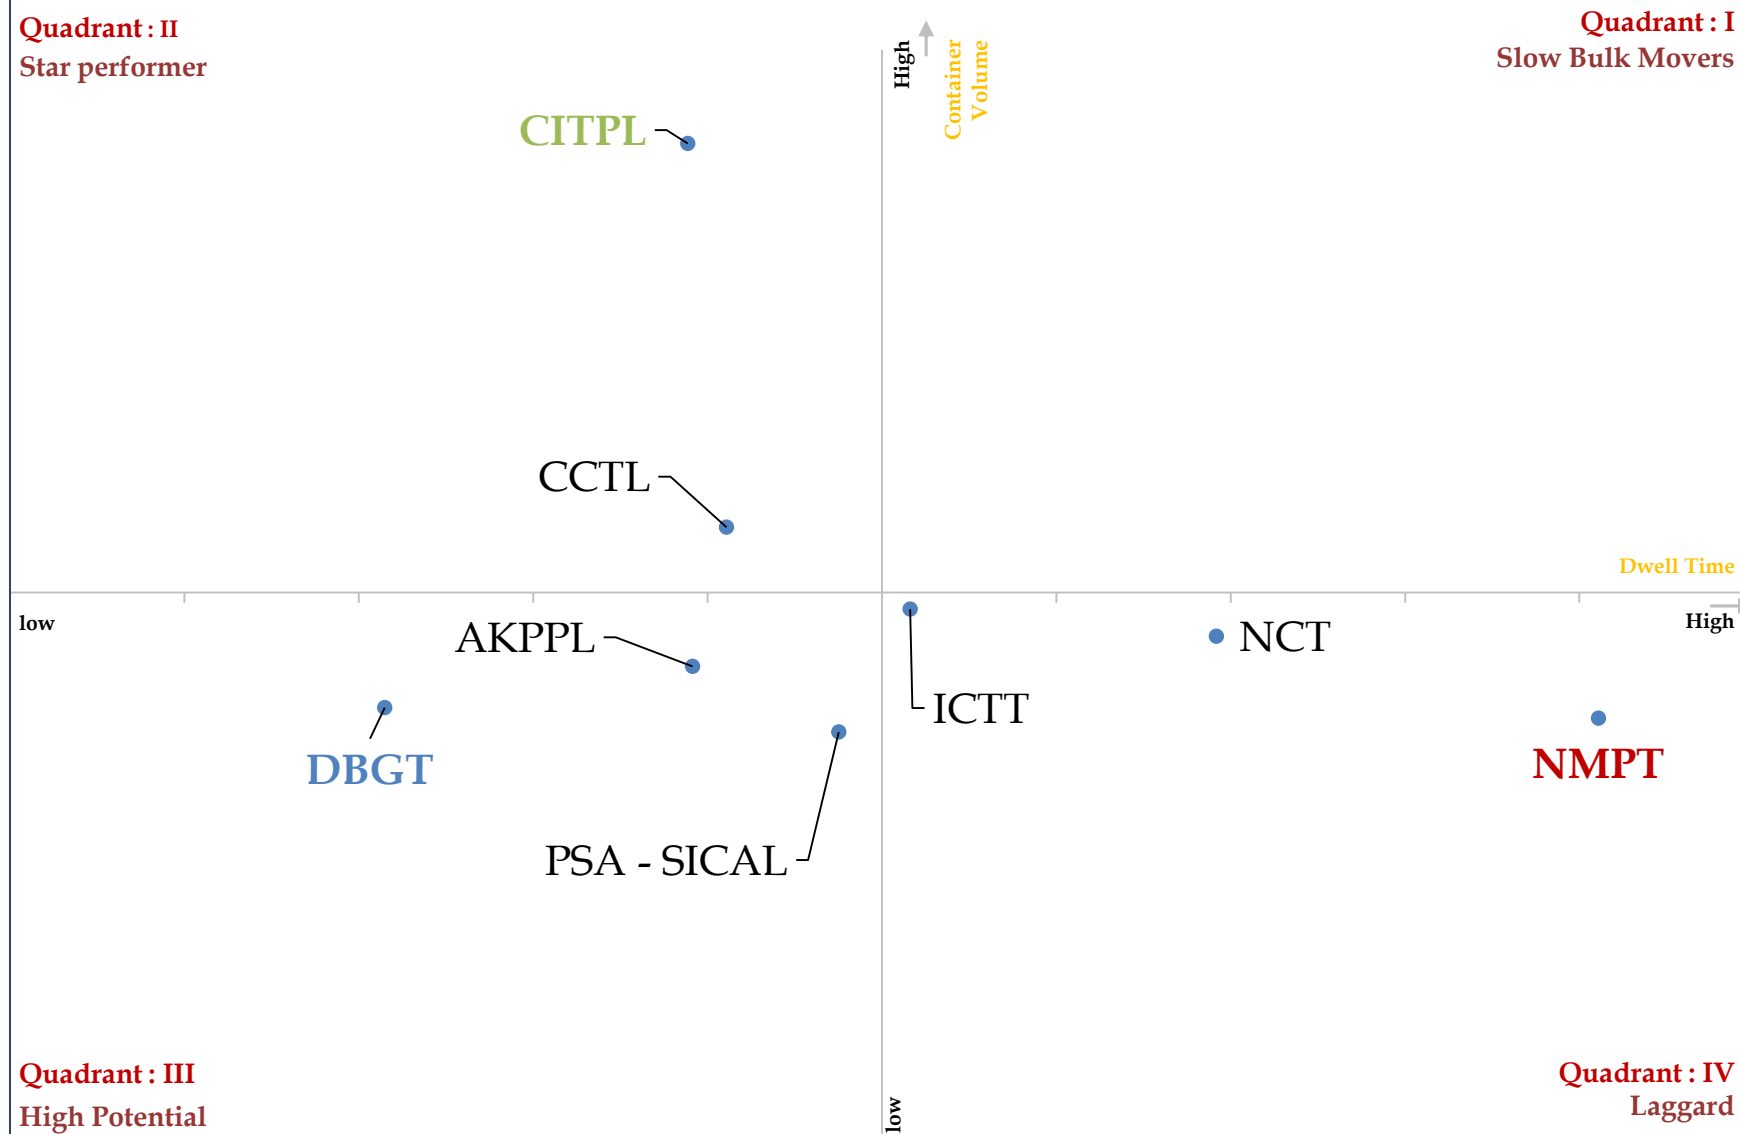 Quadrant : II
Star performer
Quadrant : I
Slow Bulk Movers
High
Container
Volume
CITPL
CCTL
Dwell Time
low
High
AKPPL
NCT
ICTT
DBGT
NMPT
PSA - SICAL
Quadrant : III
High Potential
Quadrant : IV
Laggard
low